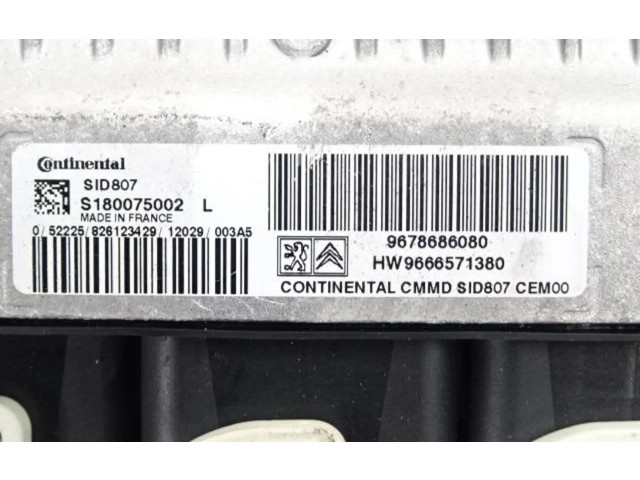 Continental
SID807
S180075002 L
MADE IN FRANCE
0/52225/826123429/12029/003A5
9678686080
HW9666571380
CONTINENTAL CMMD SID807 CEM00